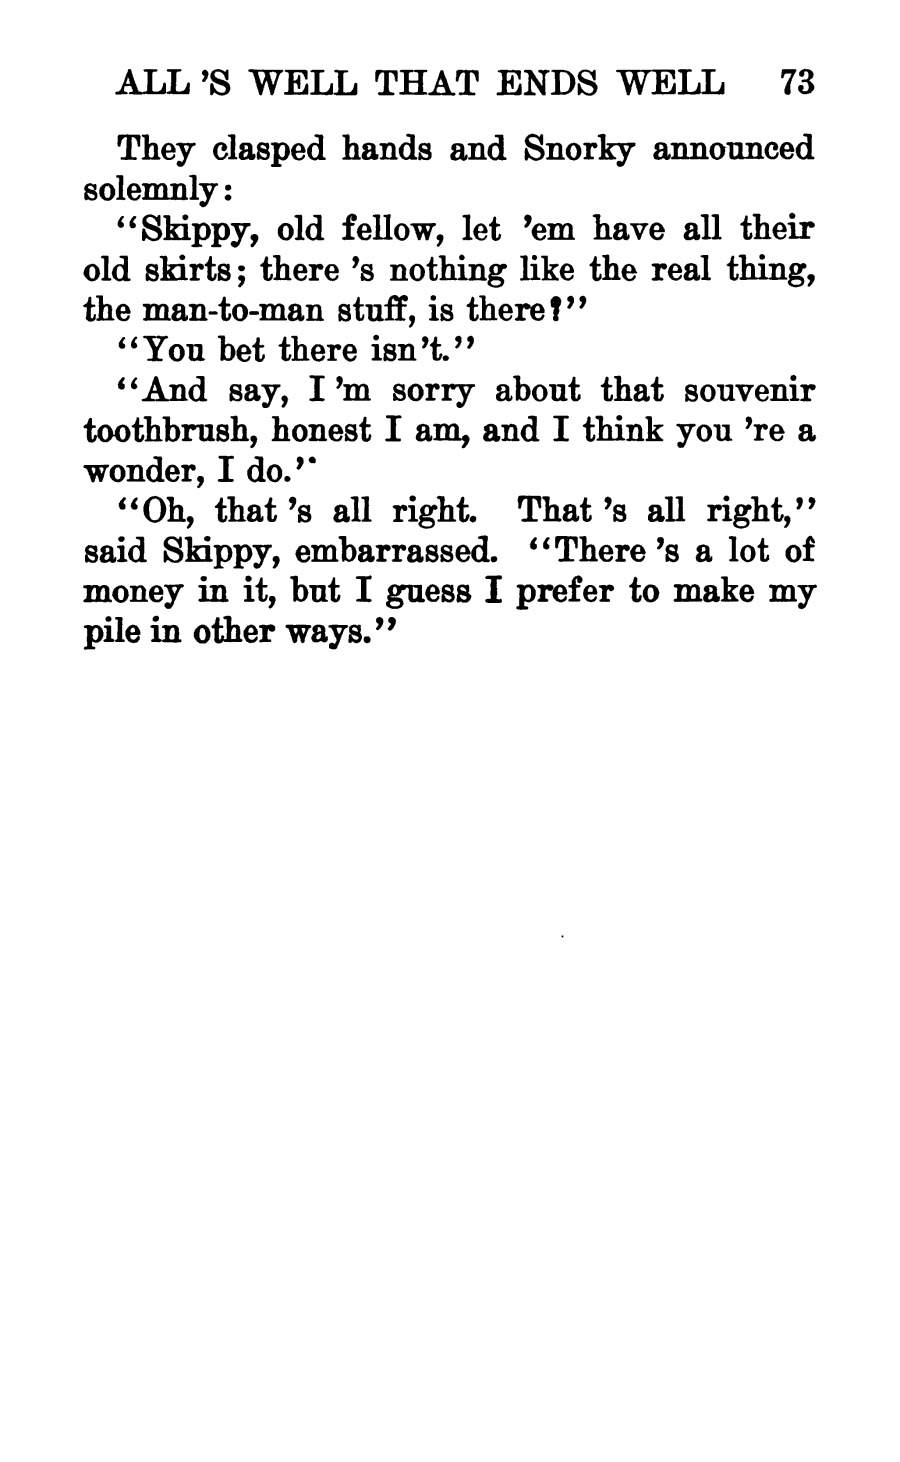 ALL 'S WELL THAT ENDS WELL 73
They clasped hands and Snorky announced
solemnly:
"Skippy, old fellow, let 'em have all their
old skirts; there 's nothing like the real thing,
the man-to-man stuff, is there?"
"You bet there isn't."
"And say, I 'm sorry about that souvenir
toothbrush, honest I am, and I think you 're a
wonder, I do."
"Oh, that 's all right. That 's all right,"
said Skippy, embarrassed. "There 's a lot of
money in it, but I guess I prefer to make my
pile in other ways."